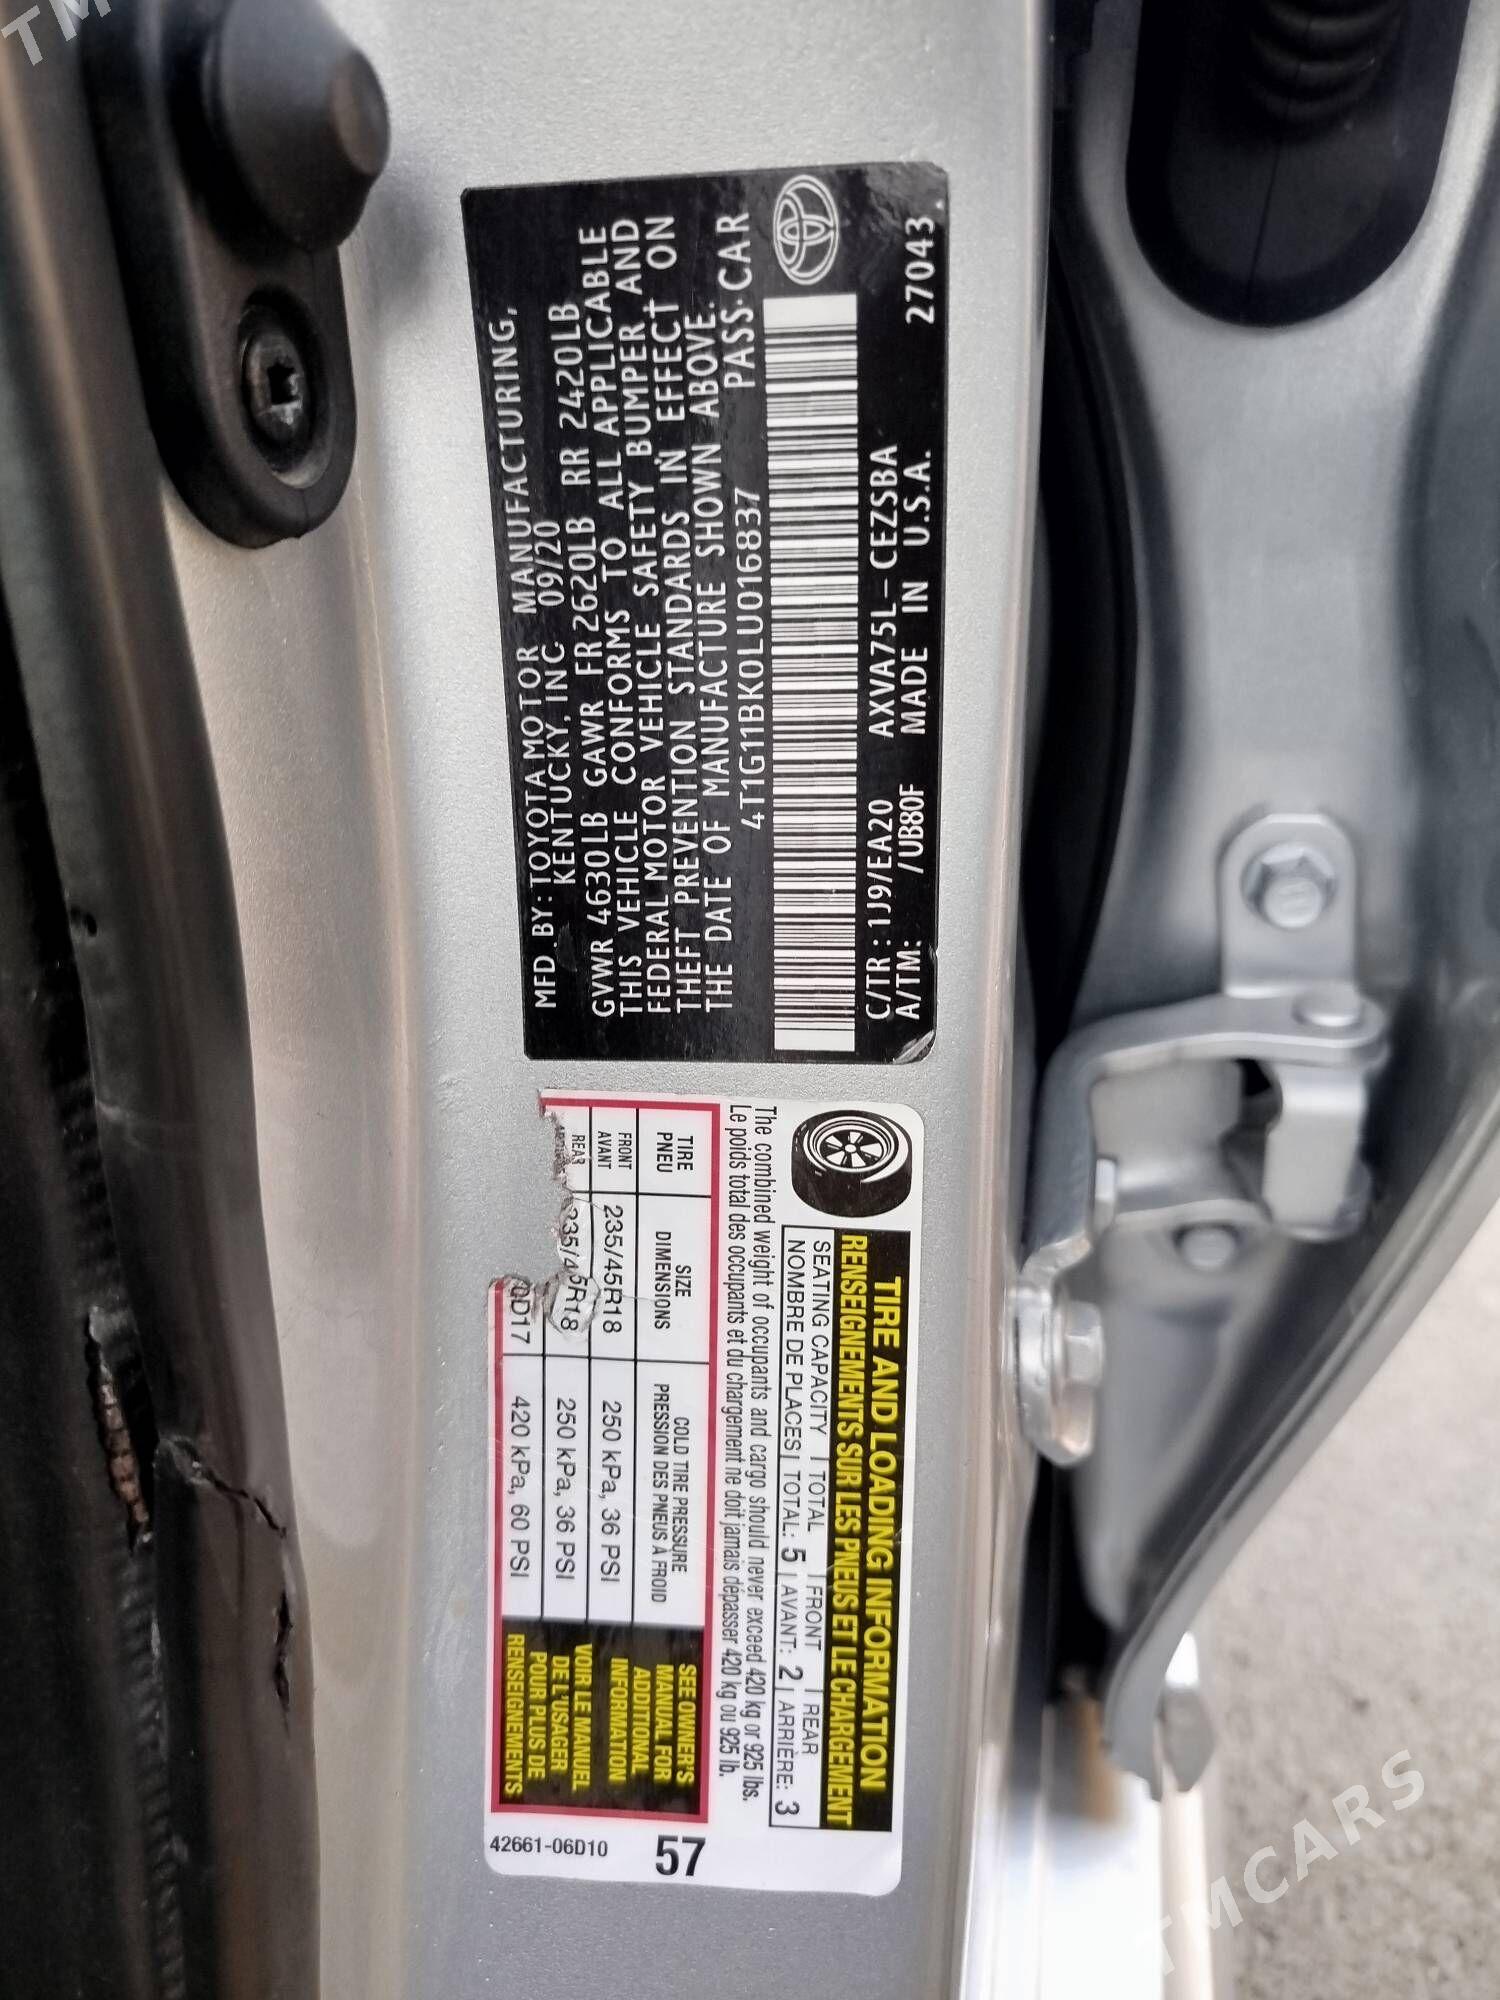 MFD.BY: TOYOTA MOTOR MANUFACTURING,
KENTUCKY, INC. 09/20
GVWR 4630LB GAWR FR 2620LB RR 2420LB
THIS VEHICLE CONFORMS TO ALL APPLICABLE
FEDERAL MOTOR VEHICLE SAFETY, BUMPER, AND
THEFT PREVENTION STANDARDS IN EFFECT ON
THE DATE OF MANUFACTURE SHOWN ABOVE.
4T1G11BK0LU016837 PASS.CAR
C/TR: 1J9/EA20 AXVA75L-CEZSBA
A/TM: /UB80F MADE IN U.S.A. 27043
TIRE AND LOADING INFORMATION
RENSEIGNEMENTS SUR LES PNEUS ET LE CHARGEMENT
SEATING CAPACITY | TOTAL | FRONT | REAR
NOMBRE DE PLACES | TOTAL: 5 | AVANT: 2 | ARRIÈRE: 3
The combined weight of occupants and cargo should never exceed 420 kg or 925 lbs.
Le poids total des occupants et du chargement ne doit jamais dépasser 420 kg ou 925 lb.
TIRE SIZE COLD TIRE PRESSURE
PNEU DIMENSIONS PRESSION DES PNEUS À FROID
FRONT
AVANT 235/45R18 250 kPa, 36 PSI
REAR 235/45R18 250 kPa, 36 PSI
0D17 420 kPa, 60 PSI
SEE OWNER'S
MANUAL FOR
ADDITIONAL
INFORMATION
VOIR LE MANUEL
DE L'USAGER
POUR PLUS DE
RENSEIGNEMENTS
57
42661-06D10
TM
TMCARS